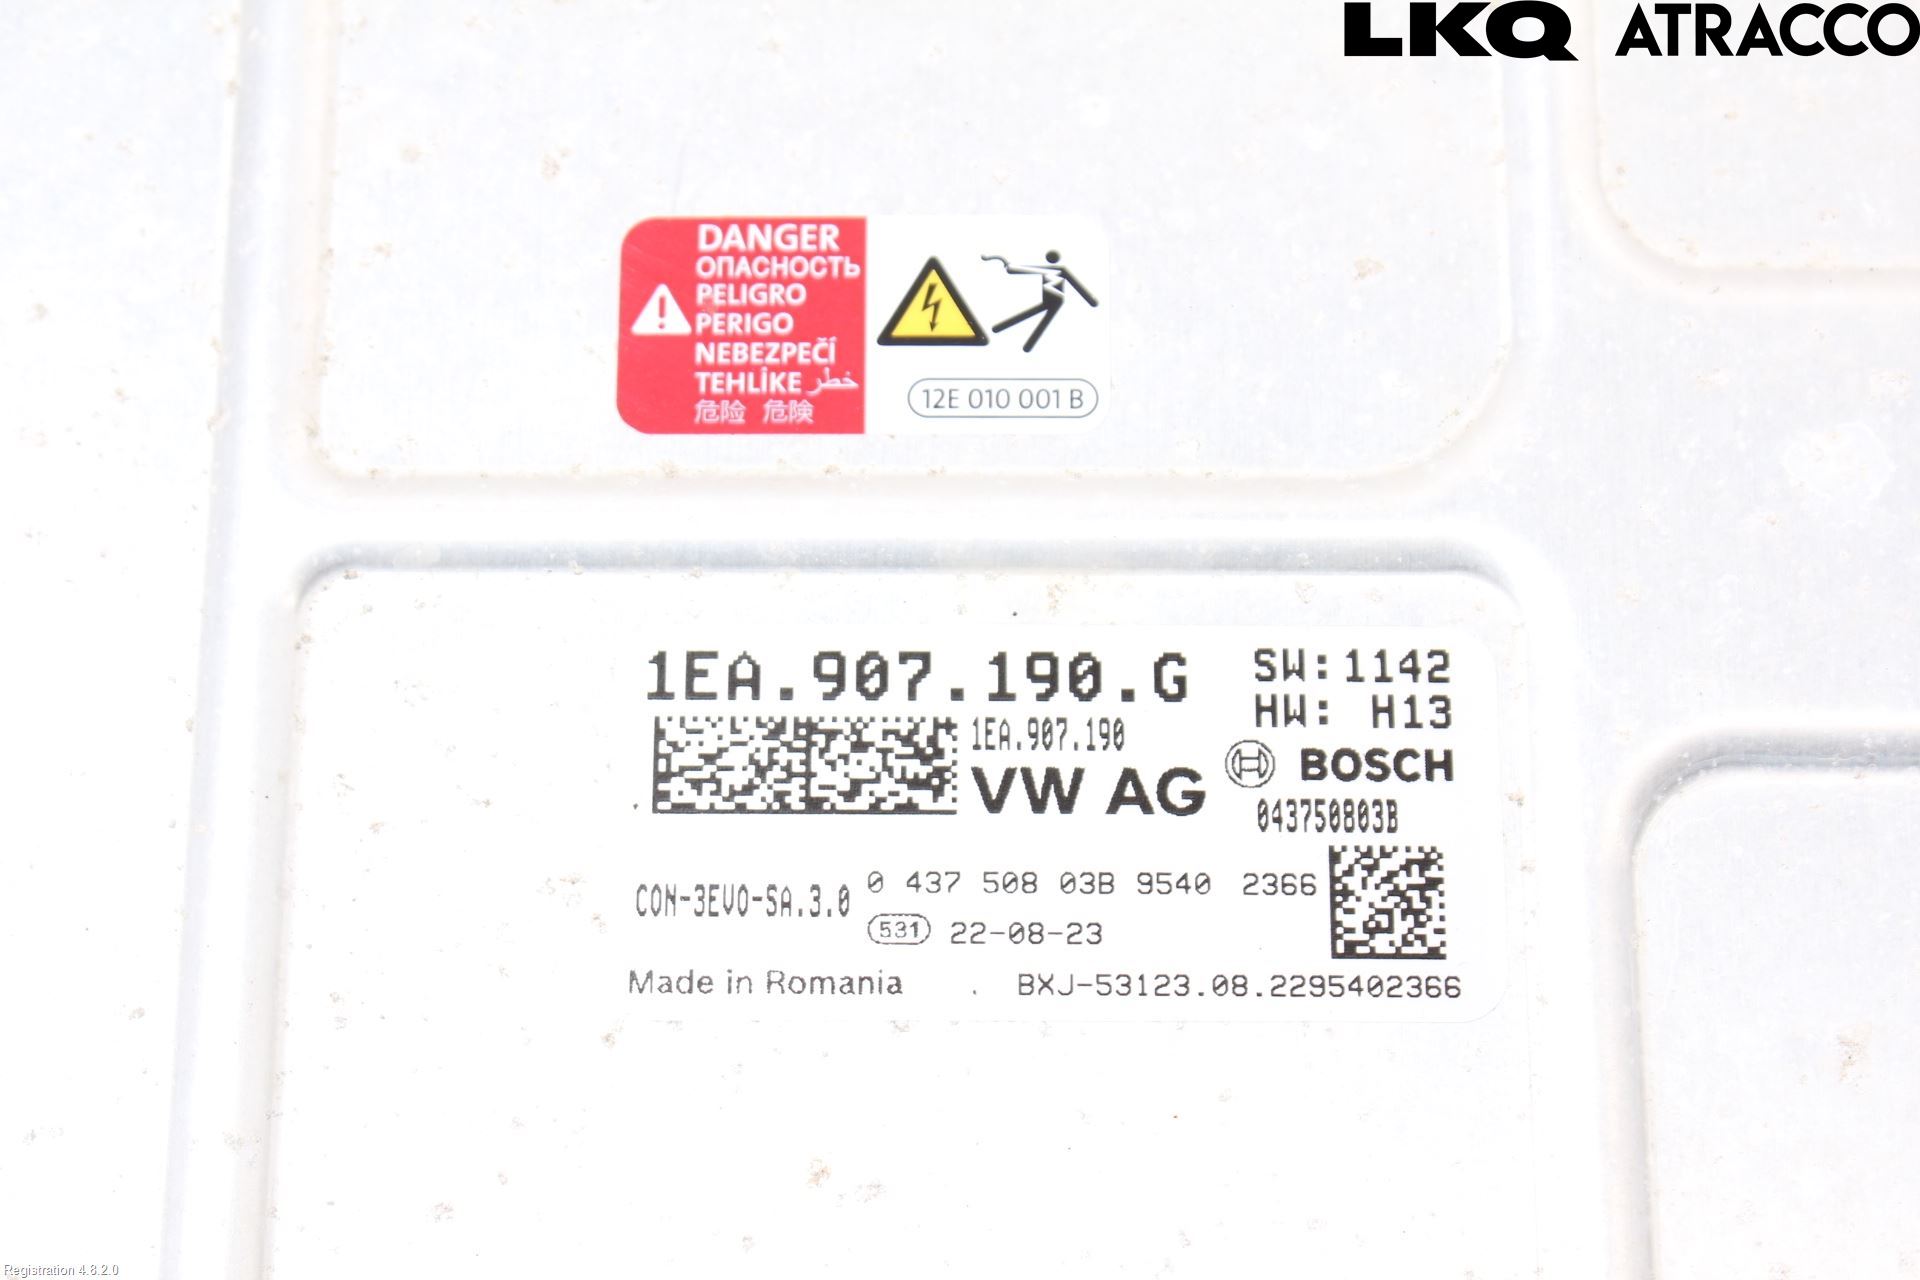 LKQ ATRACCO
DANGER
ОПАСНОСТЬ
PELIGRO
PERIGO
NEBEZPEČÍ
TEHLİKE خطر
危险 危険
12E 010 001 B
1EA.907.190.G
SW:1142
HW: H13
1EA.907.190
VW AG
BOSCH
043750803B
CON-3EVO-SA.3.0
0 437 508 03B 9540 2366
531 22-08-23
Made in Romania
BXJ-53123.08.2295402366
Registration 4.8.2.0